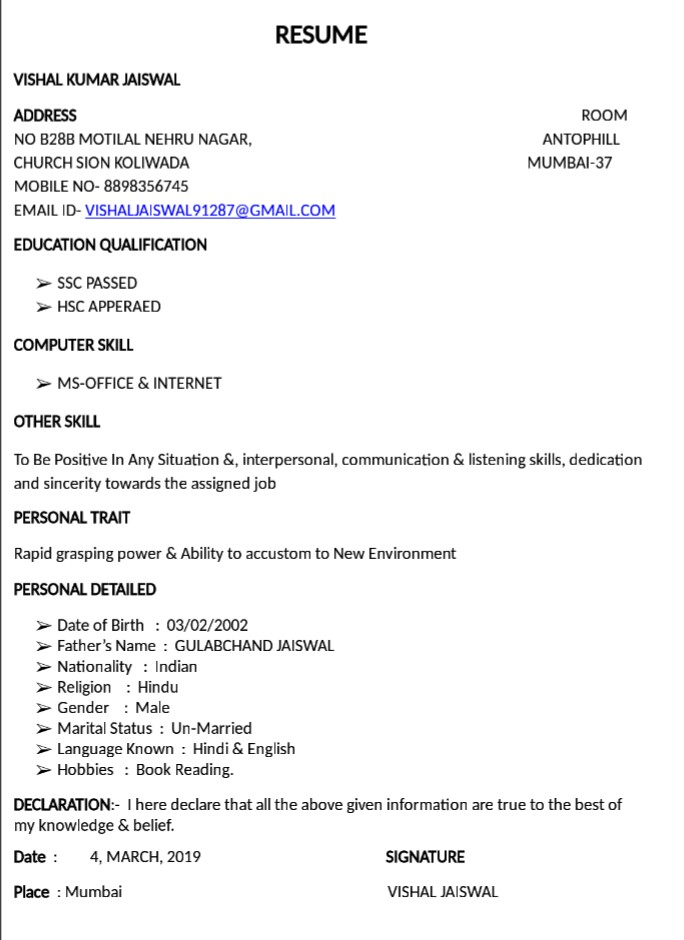 RESUME
VISHAL KUMAR JAISWAL
ADDRESS ROOM
NO B28B MOTILAL NEHRU NAGAR, ANTOPHILL
CHURCH SION KOLIWADA MUMBAI-37
MOBILE NO- 8898356745
EMAIL ID- VISHALJAISWAL91287@GMAIL.COM
EDUCATION QUALIFICATION
➢ SSC PASSED
➢ HSC APPERAED
COMPUTER SKILL
➢ MS-OFFICE & INTERNET
OTHER SKILL
To Be Positive In Any Situation &, interpersonal, communication & listening skills, dedication
and sincerity towards the assigned job
PERSONAL TRAIT
Rapid grasping power & Ability to accustom to New Environment
PERSONAL DETAILED
➢ Date of Birth : 03/02/2002
➢ Father’s Name : GULABCHAND JAISWAL
➢ Nationality : Indian
➢ Religion : Hindu
➢ Gender : Male
➢ Marital Status : Un-Married
➢ Language Known : Hindi & English
➢ Hobbies : Book Reading.
DECLARATION:- I here declare that all the above given information are true to the best of
my knowledge & belief.
Date : 4, MARCH, 2019 SIGNATURE
Place : Mumbai VISHAL JAISWAL